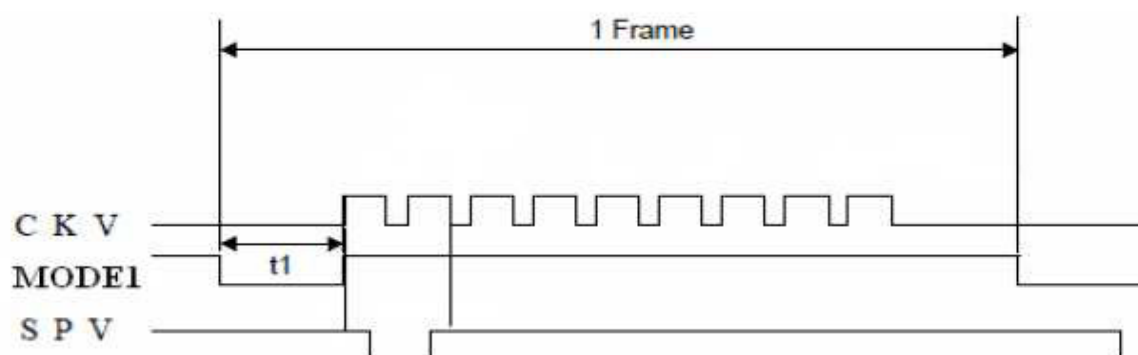 1 Frame
C K V
t1
MODE1
S P V